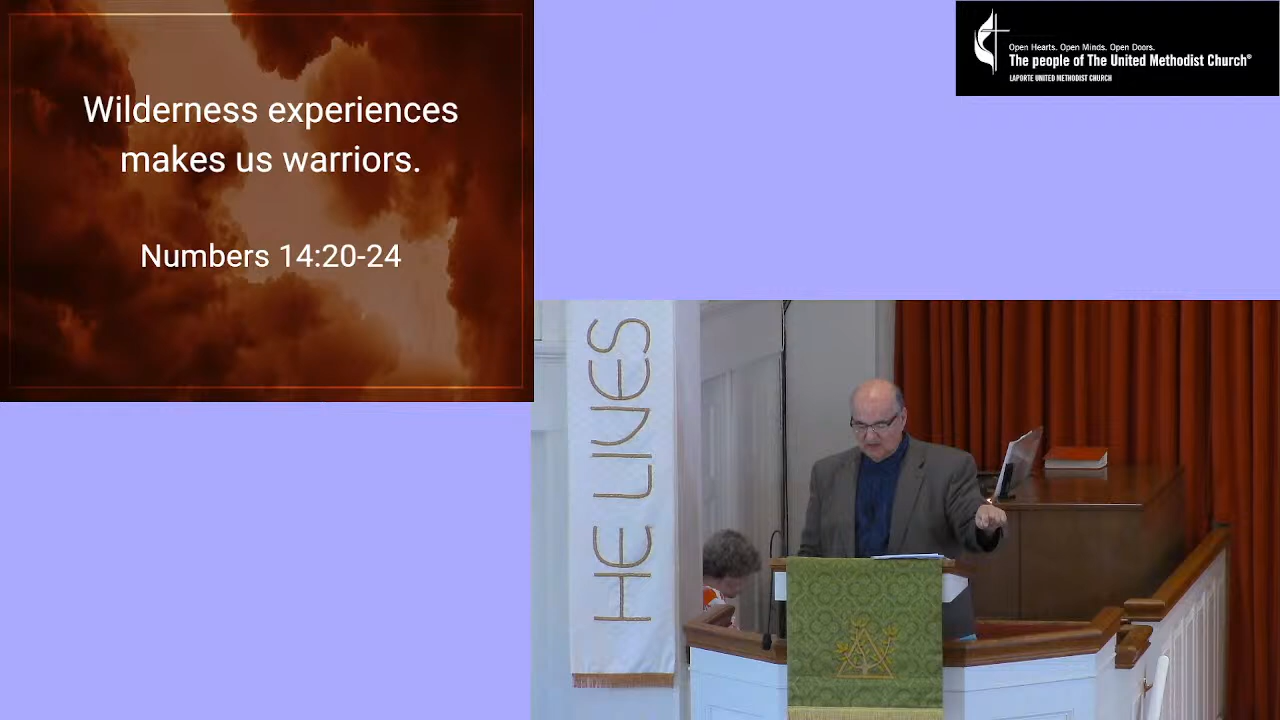 Wilderness experiences
makes us warriors.
Numbers 14:20-24
Open Hearts. Open Minds. Open Doors.
The people of The United Methodist Church®
LAPORTE UNITED METHODIST CHURCH
HE LIVES